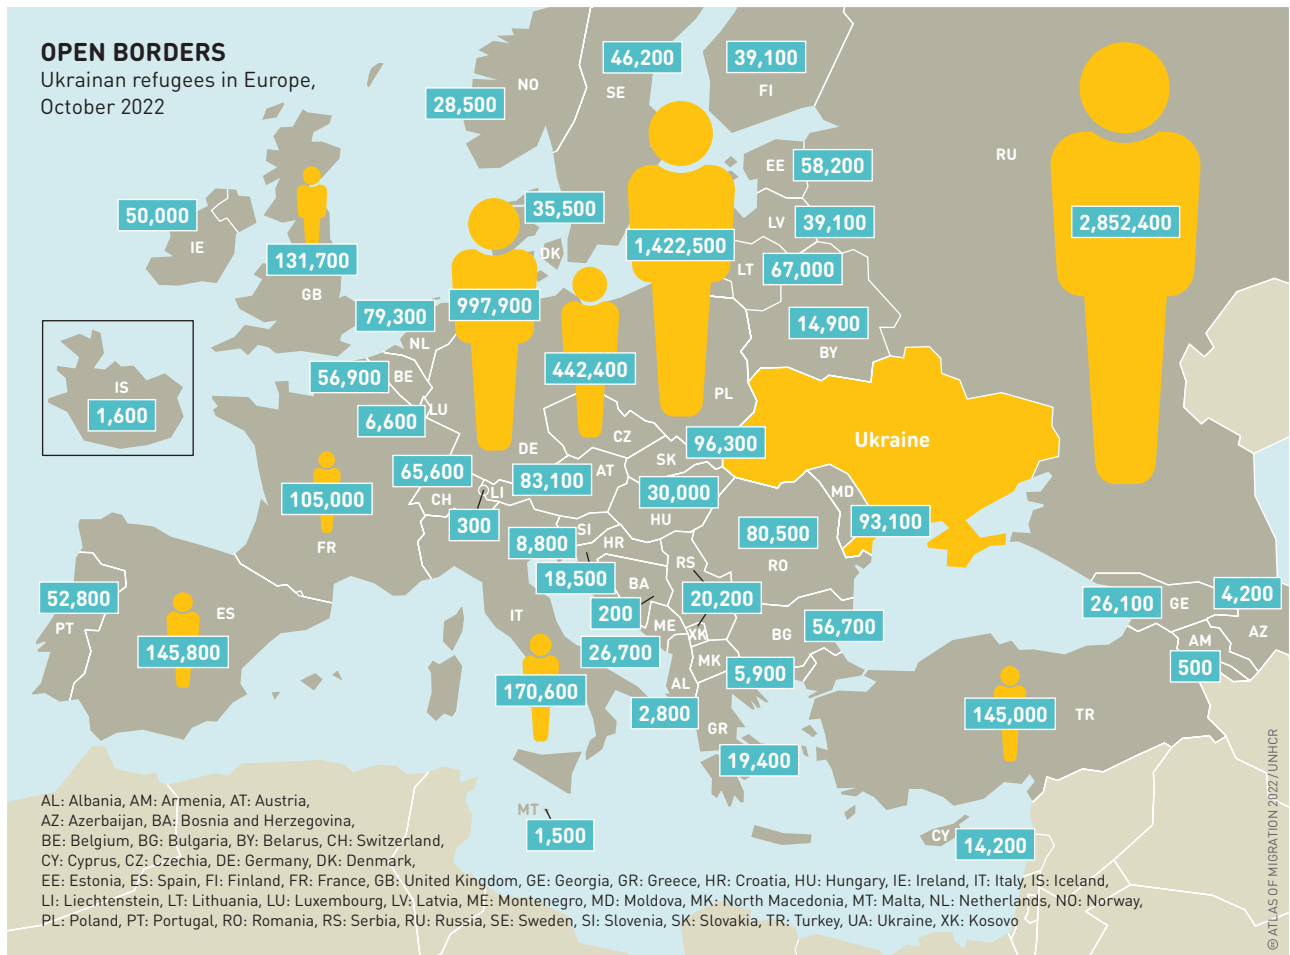 OPEN BORDERS
Ukrainian refugees in Europe,
October 2022
46,200
SE
39,100
FI
NO
28,500
RU
2,852,400
EE
58,200
50,000
IE
35,500
DK
LV
39,100
131,700
GB
1,422,500
LT
67,000
997,900
79,300
NL
14,900
BY
442,400
56,900
BE
IS
1,600
LU
6,600
PL
DE
CZ
96,300
Ukraine
SK
65,600
CH
LI
83,100
AT
30,000
HU
MD
93,100
105,000
FR
300
8,800
SI
HR
80,500
RO
18,500
BA
RS
20,200
52,800
PT
ES
145,800
IT
200
ME
XK
BG
56,700
26,100
GE
4,200
AZ
AM
500
26,700
MK
5,900
AL
170,600
2,800
GR
145,000
TR
19,400
MT
1,500
CY
14,200
AL: Albania, AM: Armenia, AT: Austria,
AZ: Azerbaijan, BA: Bosnia and Herzegovina,
BE: Belgium, BG: Bulgaria, BY: Belarus, CH: Switzerland,
CY: Cyprus, CZ: Czechia, DE: Germany, DK: Denmark,
EE: Estonia, ES: Spain, FI: Finland, FR: France, GB: United Kingdom, GE: Georgia, GR: Greece, HR: Croatia, HU: Hungary, IE: Ireland, IT: Italy, IS: Iceland,
LI: Liechtenstein, LT: Lithuania, LU: Luxembourg, LV: Latvia, ME: Montenegro, MD: Moldova, MK: North Macedonia, MT: Malta, NL: Netherlands, NO: Norway,
PL: Poland, PT: Portugal, RO: Romania, RS: Serbia, RU: Russia, SE: Sweden, SI: Slovenia, SK: Slovakia, TR: Turkey, UA: Ukraine, XK: Kosovo
© ATLAS OF MIGRATION 2022/UNHCR